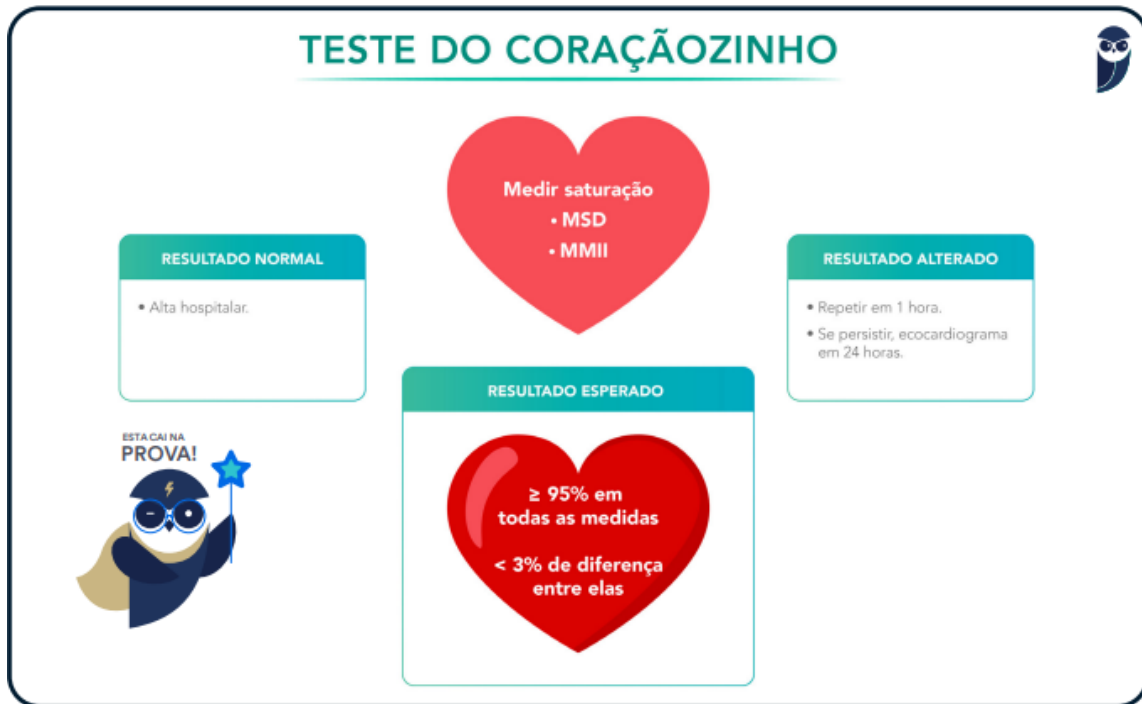 TESTE DO CORAÇÃOZINHO
Medir saturação
• MSD
• MMII
RESULTADO NORMAL
• Alta hospitalar.
RESULTADO ALTERADO
• Repetir em 1 hora.
• Se persistir, ecocardiograma
em 24 horas.
RESULTADO ESPERADO
≥ 95% em
todas as medidas
< 3% de diferença
entre elas
ESTA CAI NA
PROVA!